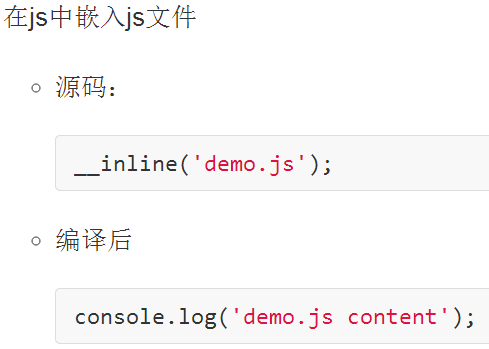 在js中嵌入js文件
源码：
__inline('demo.js');
编译后
console.log('demo.js content');